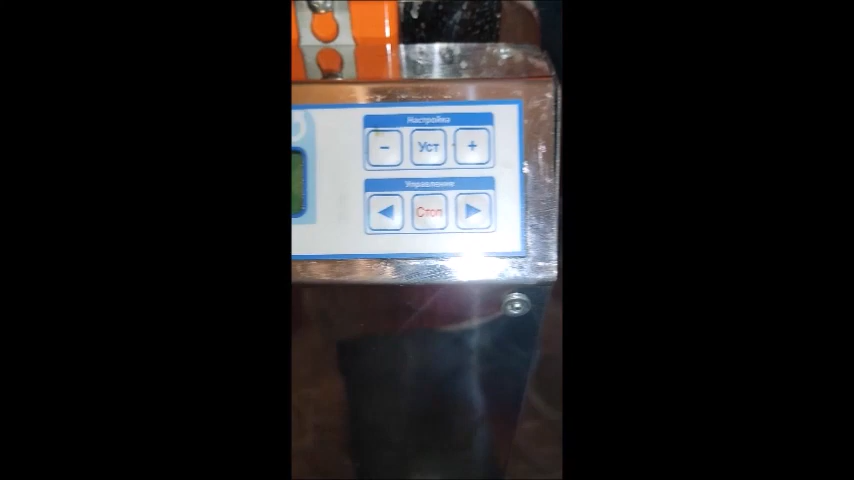 Настройка
− Уст +
Управление
Стоп